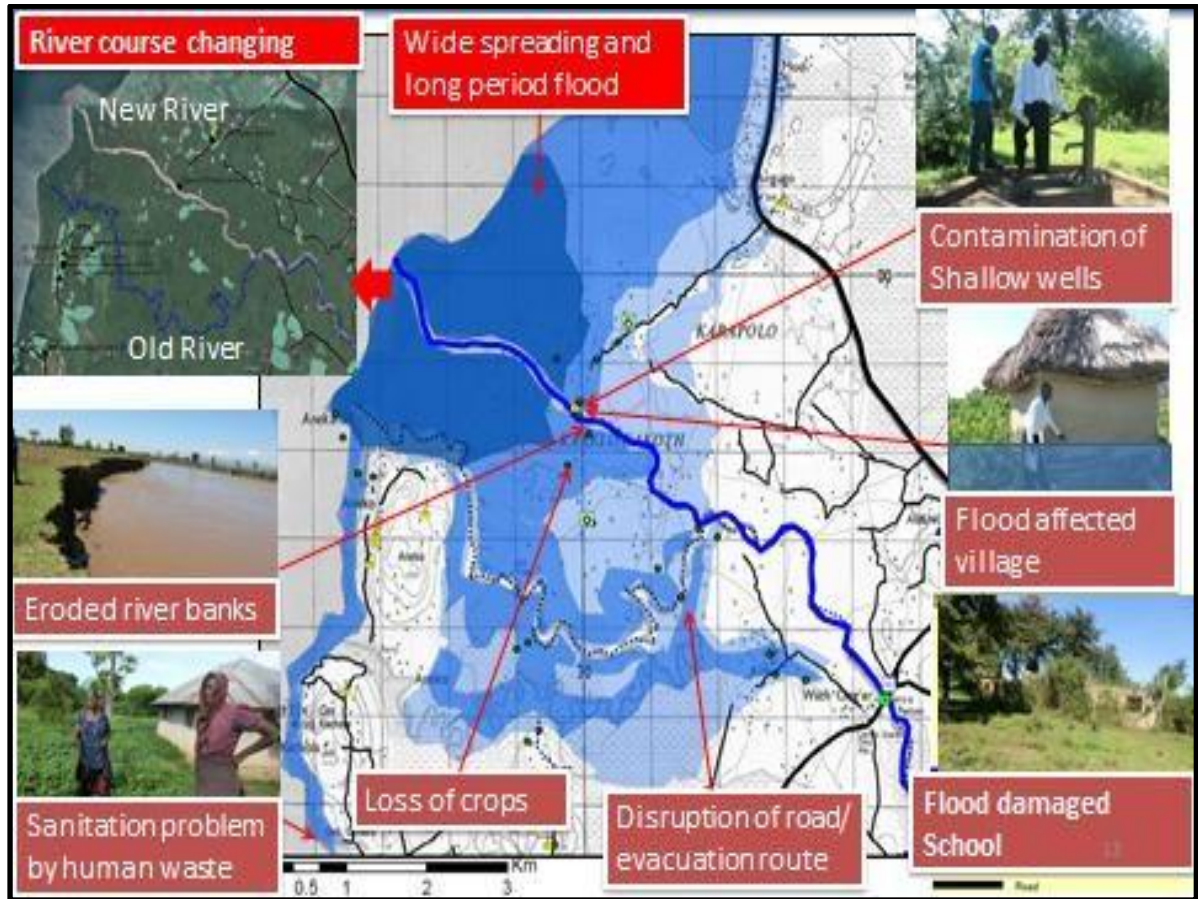 River course changing
New River
Old River
Wide spreading and
long period flood
Contamination of
Shallow wells
KABAPOLO
Flood affected
village
Eroded river banks
Sanitation problem
by human waste
Loss of crops
Disruption of road/
evacuation route
Flood damaged
School
13
Km
0.5 1 2 3
Road